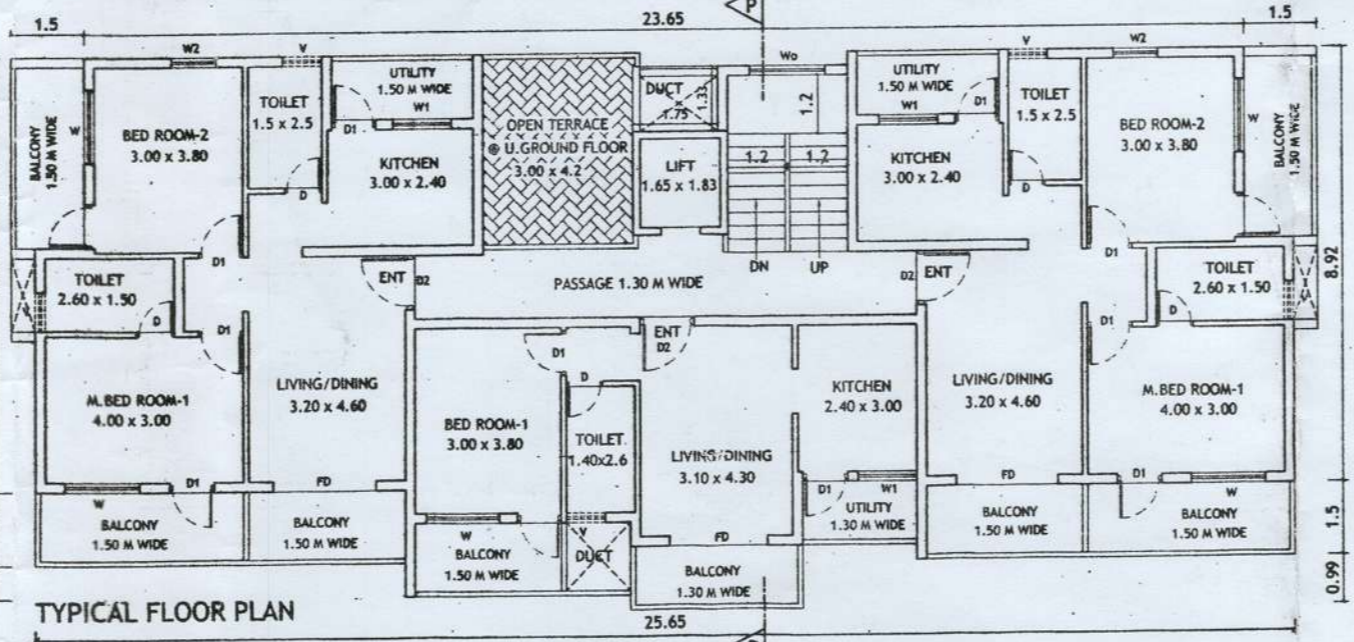 P
1.5
23.65
1.5
W2
V
Wo
V
W2
BALCONY
1.50 M WIDE
W
BED ROOM-2
3.00 x 3.80
TOILET
1.5 x 2.5
D
UTILITY
1.50 M WIDE
W1
D1
KITCHEN
3.00 x 2.40
OPEN TERRACE
@ U.GROUND FLOOR
3.00 x 4.2
DUCT
1.75
1.33
LIFT
1.65 x 1.83
1.2
1.2
1.2
DN
UP
UTILITY
1.50 M WIDE
W1
D1
KITCHEN
3.00 x 2.40
TOILET
1.5 x 2.5
D
BED ROOM-2
3.00 x 3.80
W
BALCONY
1.50 M WIDE
8.92
TOILET
2.60 x 1.50
D
D1
D1
ENT
D2
PASSAGE 1.30 M WIDE
D2
ENT
D1
D1
TOILET
2.60 x 1.50
D
M.BED ROOM-1
4.00 x 3.00
LIVING/DINING
3.20 x 4.60
BED ROOM-1
3.00 x 3.80
D1
D
TOILET
1.40x2.6
ENT
D2
LIVING/DINING
3.10 x 4.30
KITCHEN
2.40 x 3.00
LIVING/DINING
3.20 x 4.60
M.BED ROOM-1
4.00 x 3.00
W
D1
FD
BALCONY
1.50 M WIDE
BALCONY
1.50 M WIDE
W
BALCONY
1.50 M WIDE
V
DUCT
FD
BALCONY
1.30 M WIDE
D1
W1
UTILITY
1.30 M WIDE
FD
BALCONY
1.50 M WIDE
D1
W
BALCONY
1.50 M WIDE
1.5
0.99
TYPICAL FLOOR PLAN
25.65